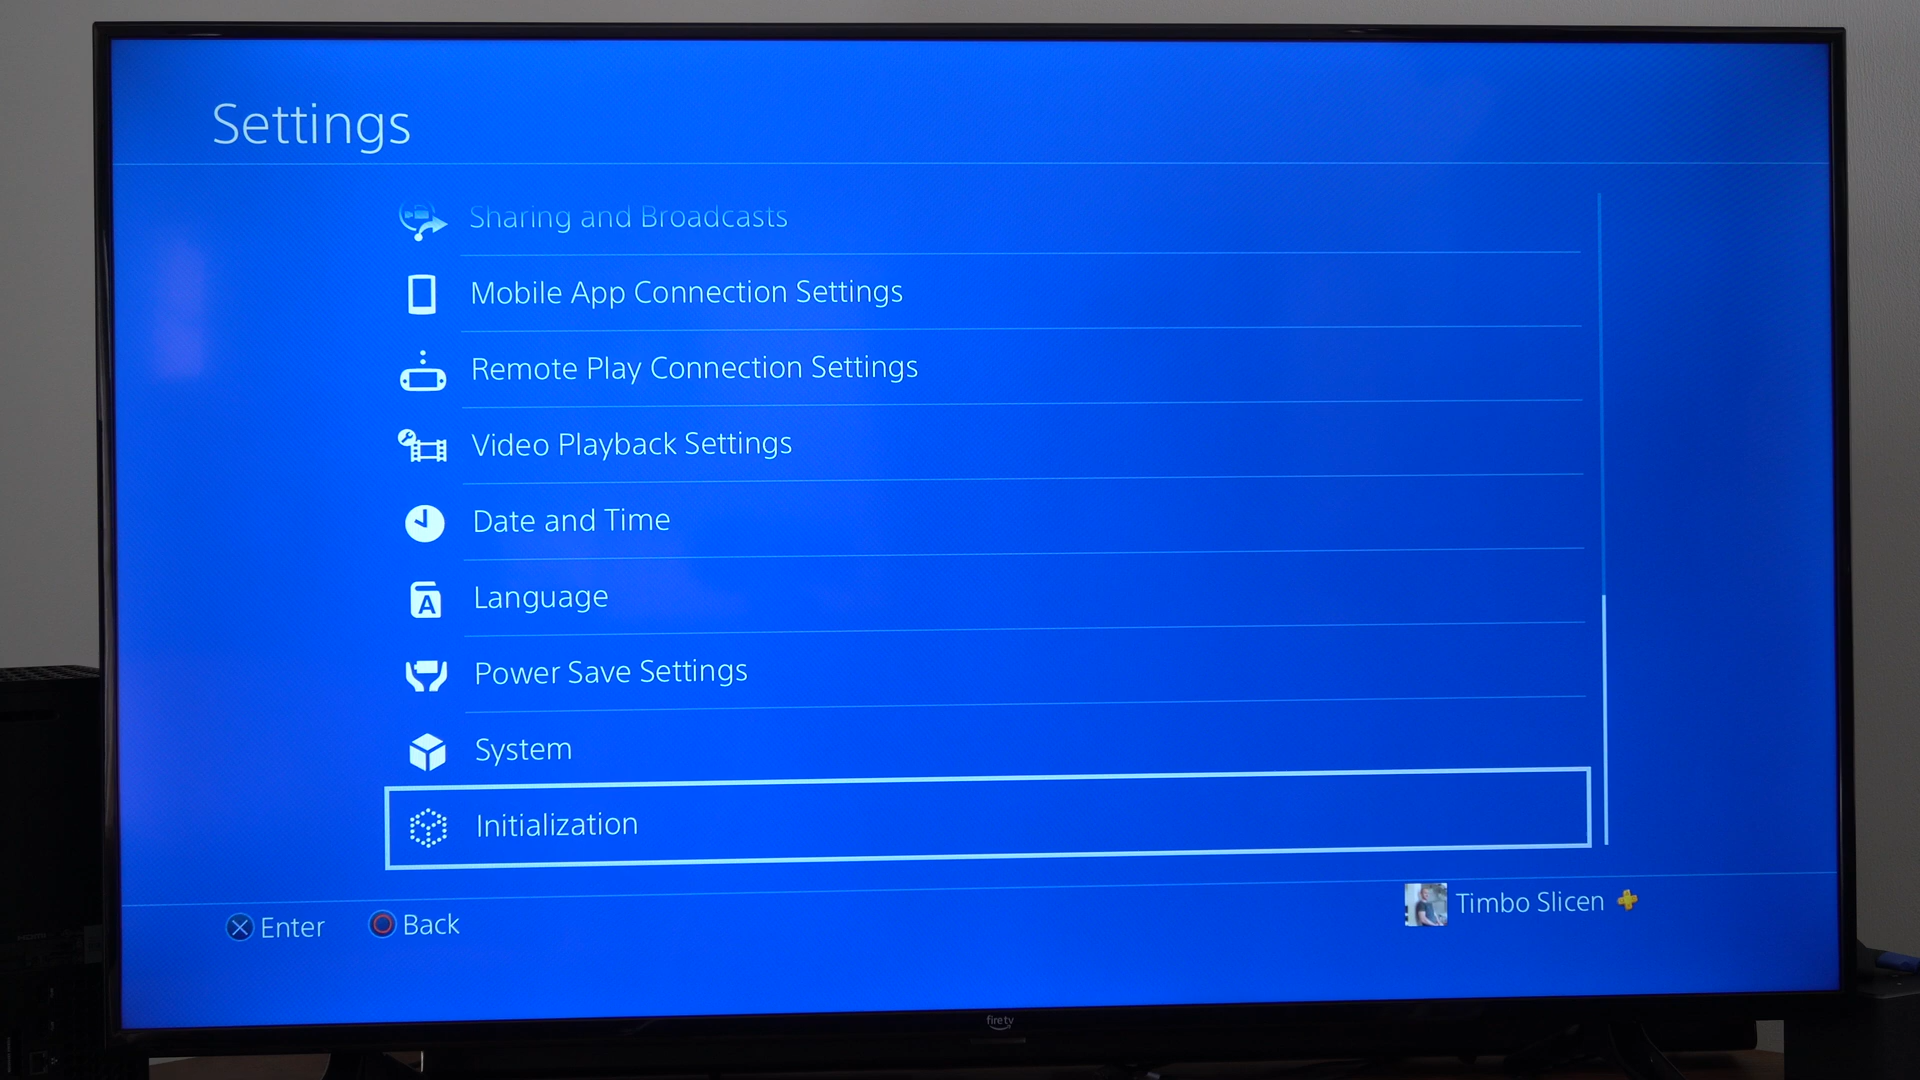 Settings
Sharing and Broadcasts
Mobile App Connection Settings
Remote Play Connection Settings
Video Playback Settings
Date and Time
A
Language
Power Save Settings
System
Initialization
Enter
Back
Timbo Slicen
firetv